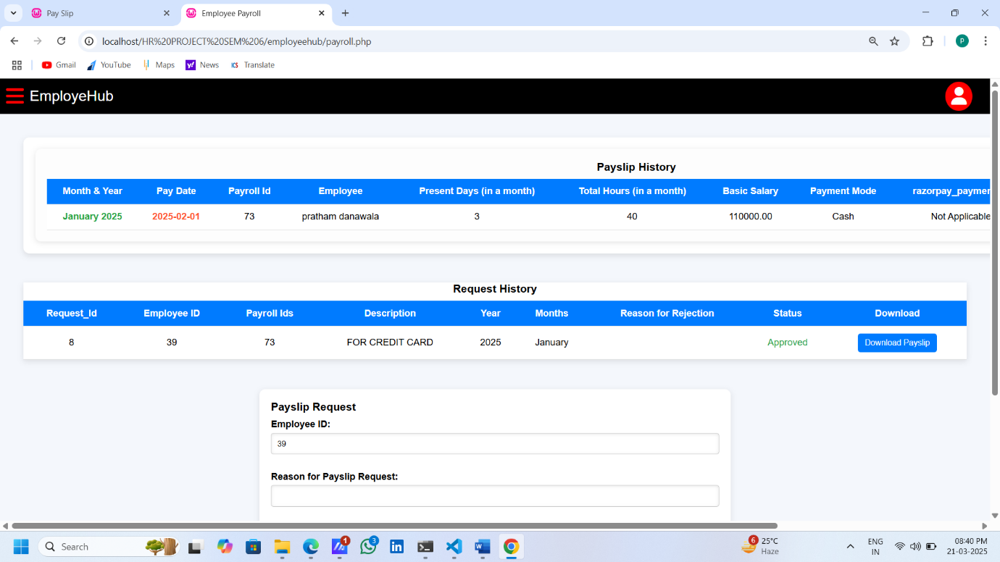 Pay Slip
Employee Payroll
localhost/HR%20PROJECT%20SEM%206/employeehub/payroll.php
P
Gmail YouTube Maps y! News ICS Translate
EmployeHub
Payslip History
Month & Year Pay Date Payroll Id Employee Present Days (in a month) Total Hours (in a month) Basic Salary Payment Mode razorpay_paymen
January 2025 2025-02-01 73 pratham danawala 3 40 110000.00 Cash Not Applicable
Request History
Request_Id Employee ID Payroll Ids Description Year Months Reason for Rejection Status Download
8 39 73 FOR CREDIT CARD 2025 January Approved Download Payslip
Payslip Request
Employee ID:
39
Reason for Payslip Request:
Search 1 3 in W 6 25°C ENG 08:40 PM
Haze IN 21-03-2025